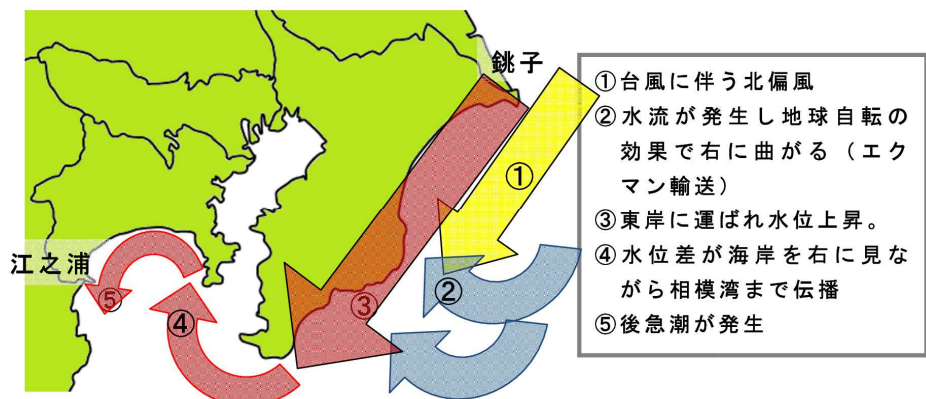 銚子
江之浦
①
②
③
④
⑤
①台風に伴う北偏風
②水流が発生し地球自転の
効果で右に曲がる（エク
マン輸送）
③東岸に運ばれ水位上昇。
④水位差が海岸を右に見な
がら相模湾まで伝播
⑤後急潮が発生